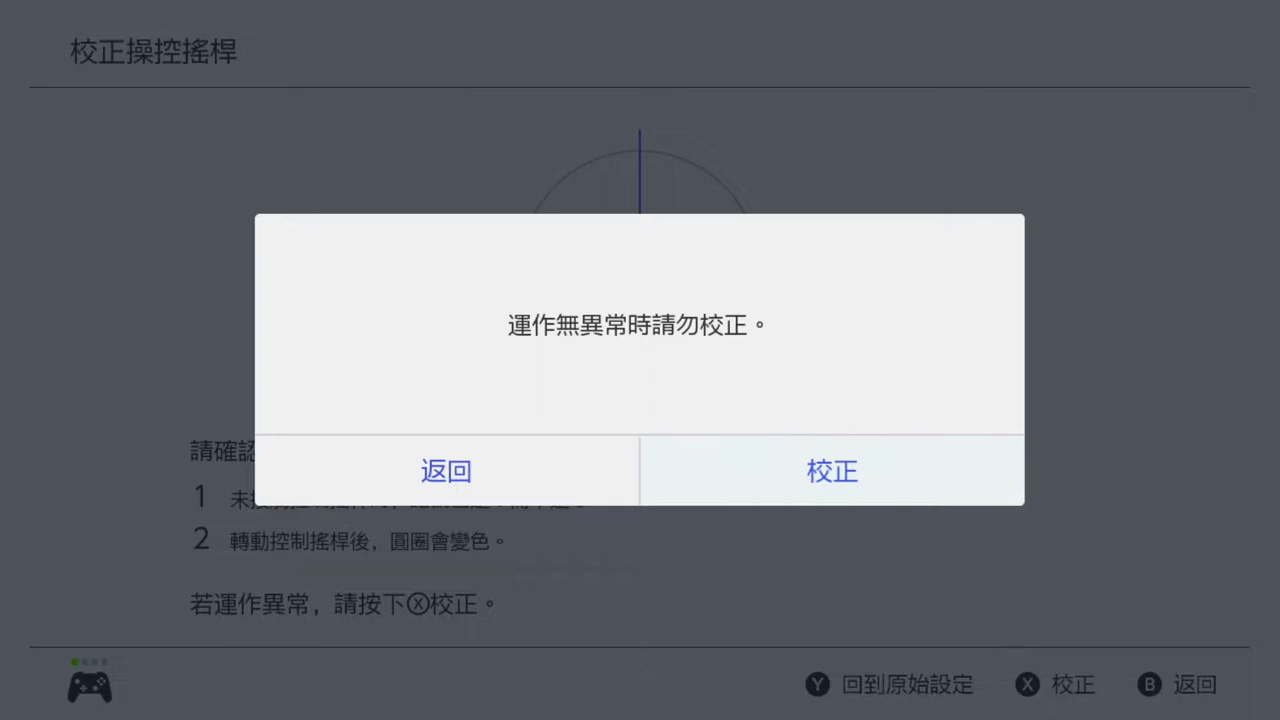 校正操控搖桿
運作無異常時請勿校正。
返回
校正
請確認
1 未
2 轉動控制搖桿後，圓圈會變色。
若運作異常，請按下Ⓧ校正。
Y 回到原始設定
X 校正
B 返回